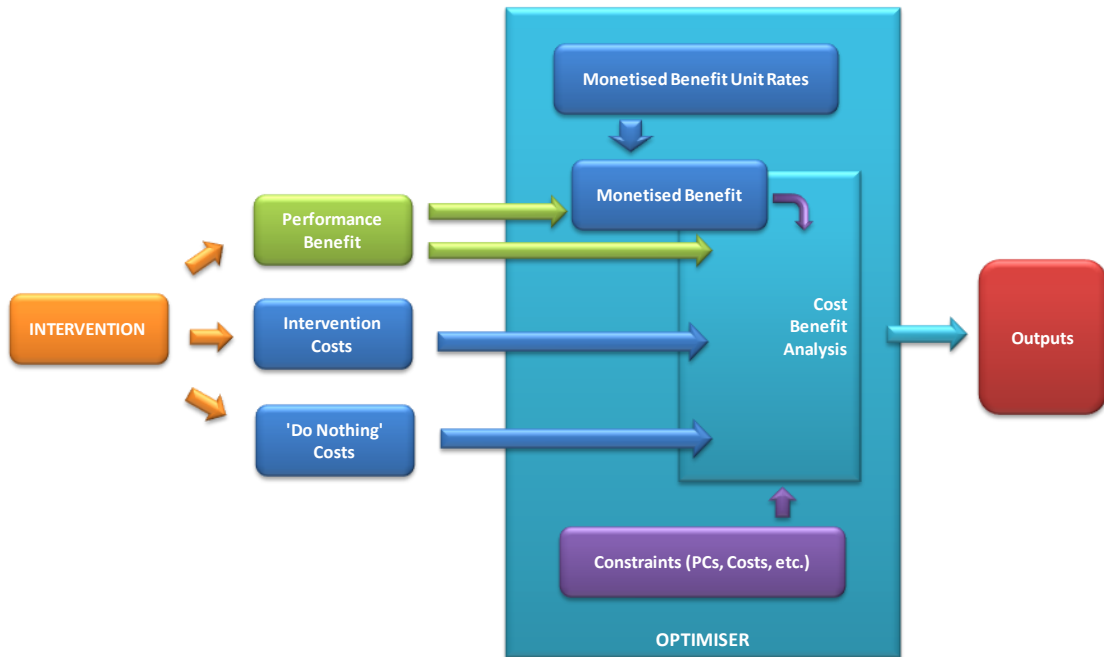 Monetised Benefit Unit Rates
Monetised Benefit
Performance
Benefit
INTERVENTION
Intervention
Costs
Cost
Benefit
Analysis
Outputs
'Do Nothing'
Costs
Constraints (PCs, Costs, etc.)
OPTIMISER